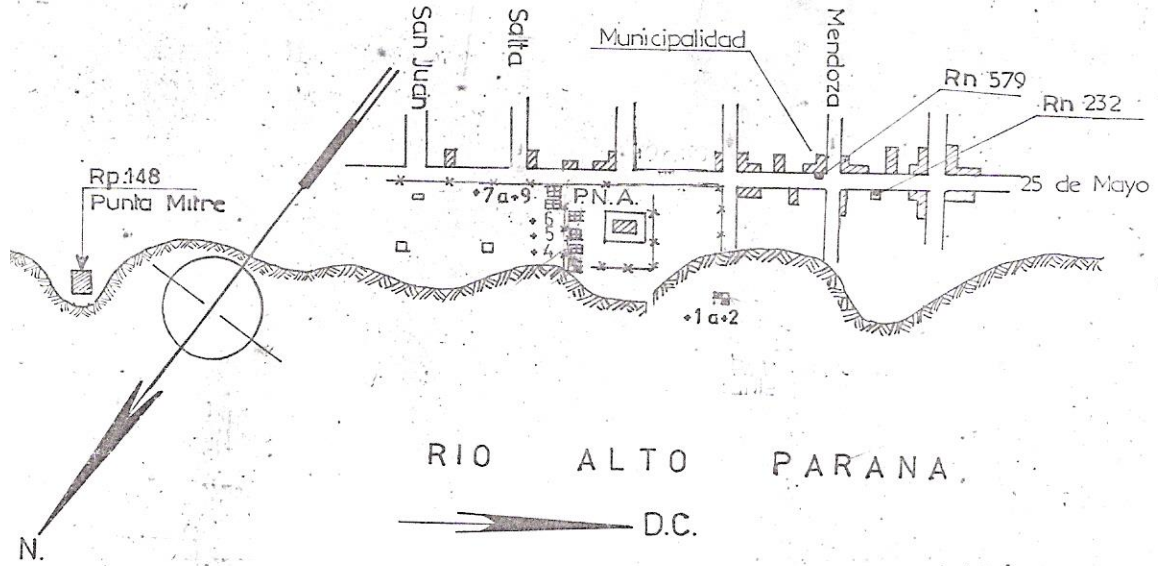 San Juan
Salta
Municipalidad
Mendoza
Rn 579
Rn 232
Rp.148
Punta Mitre
25 de Mayo
+7 a+9
P.N.A.
+6
+5
+4
+1 a+2
RIO ALTO PARANA.
D.C.
N.